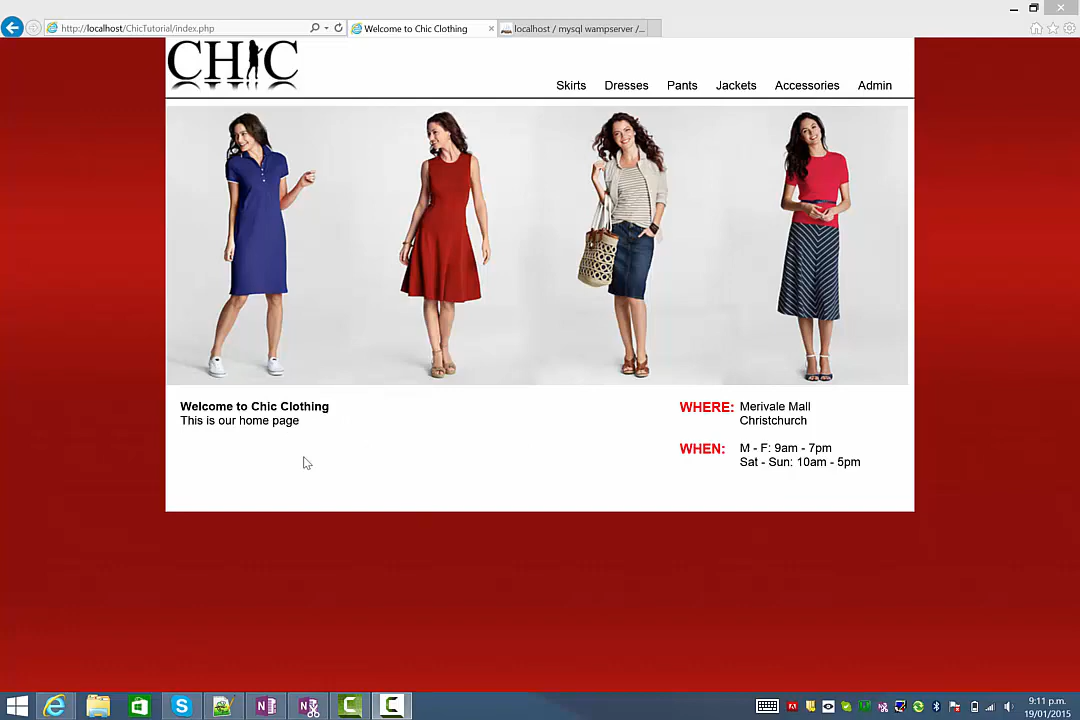 http://localhost/ChicTutorial/index.php
Welcome to Chic Clothing
localhost / mysql wampserver /...
CHIC
Skirts Dresses Pants Jackets Accessories Admin
Welcome to Chic Clothing
This is our home page
WHERE: Merivale Mall
Christchurch
WHEN: M - F: 9am - 7pm
Sat - Sun: 10am - 5pm
9:11 p.m.
19/01/2015